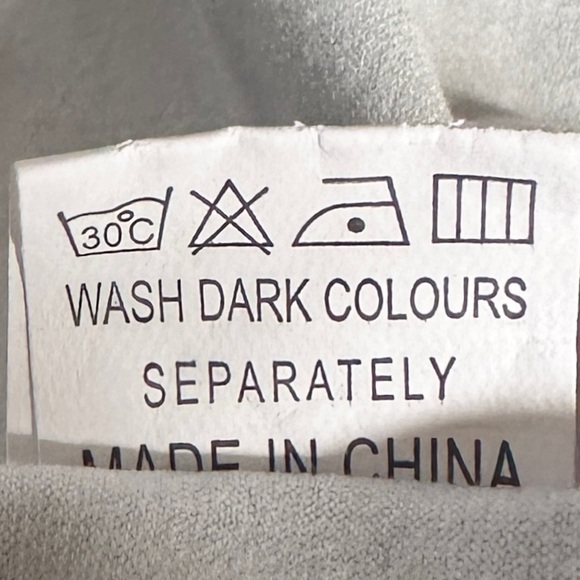 30°C
WASH DARK COLOURS
SEPARATELY
MADE IN CHINA